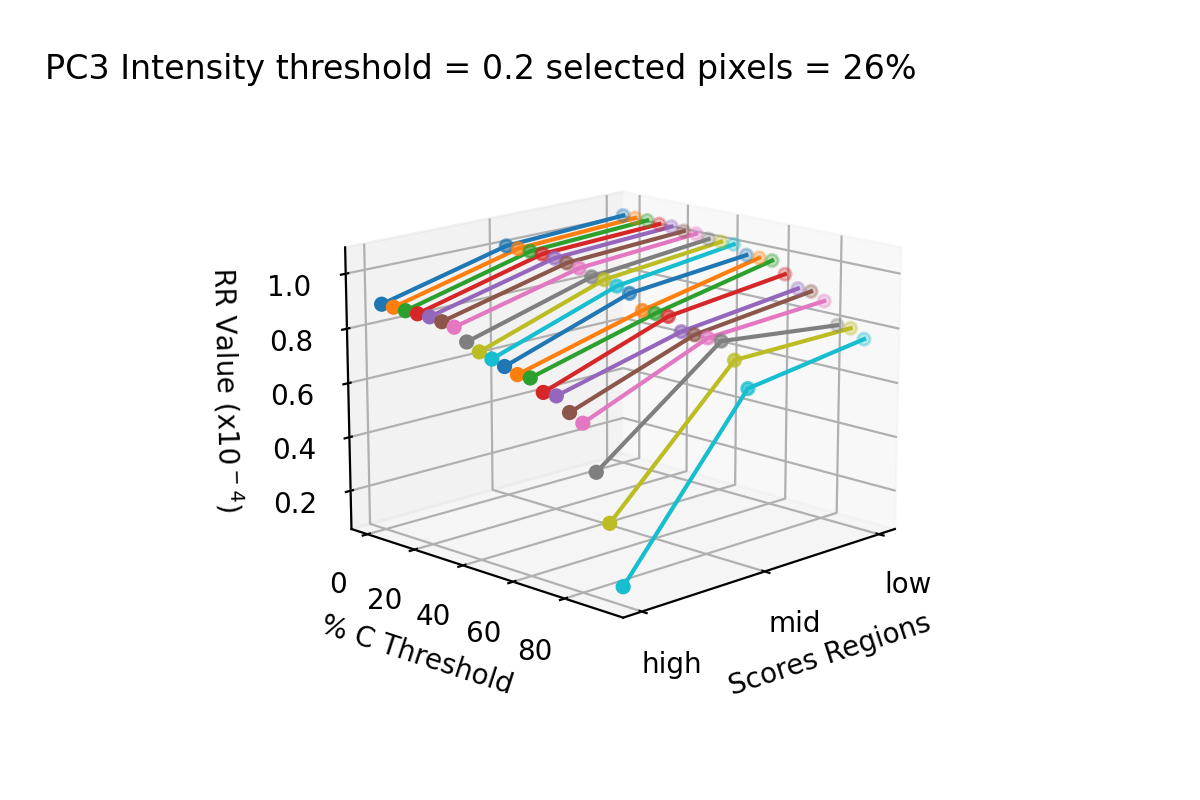 PC3 Intensity threshold = 0.2 selected pixels = 26%
RR Value (x10⁻⁴)
1.0
0.8
0.6
0.4
0.2
0
20
40
60
80
% C Threshold
high
mid
low
Scores Regions